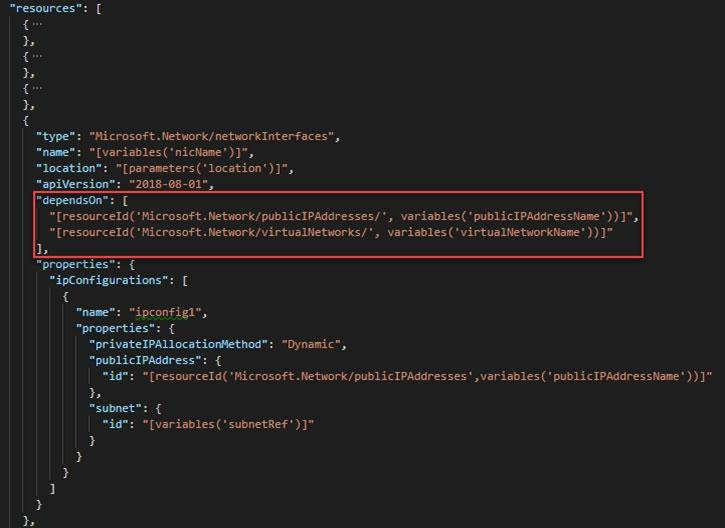 "resources": [
{ ...
},
{ ...
},
{ ...
},
{
"type": "Microsoft.Network/networkInterfaces",
"name": "[variables('nicName')]",
"location": "[parameters('location')]",
"apiVersion": "2018-08-01",
"dependsOn": [
"[resourceId('Microsoft.Network/publicIPAddresses/', variables('publicIPAddressName'))]",
"[resourceId('Microsoft.Network/virtualNetworks/', variables('virtualNetworkName'))]"
],
"properties": {
"ipConfigurations": [
{
"name": "ipconfig1",
"properties": {
"privateIPAllocationMethod": "Dynamic",
"publicIPAddress": {
"id": "[resourceId('Microsoft.Network/publicIPAddresses',variables('publicIPAddressName'))]"
},
"subnet": {
"id": "[variables('subnetRef')]"
}
}
}
]
}
},